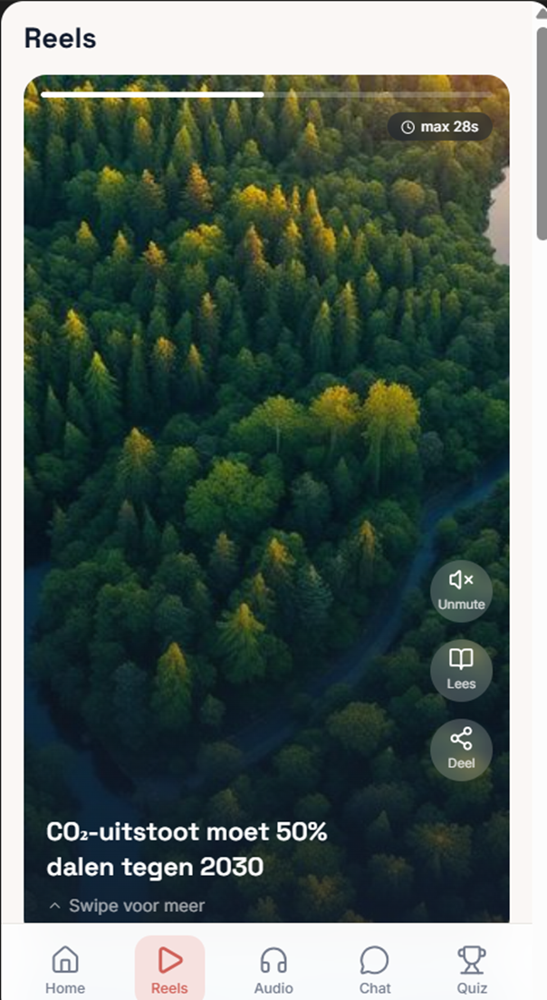 Reels
max 28s
Unmute
Lees
Deel
CO₂-uitstoot moet 50%
dalen tegen 2030
Swipe voor meer
Home
Reels
Audio
Chat
Quiz